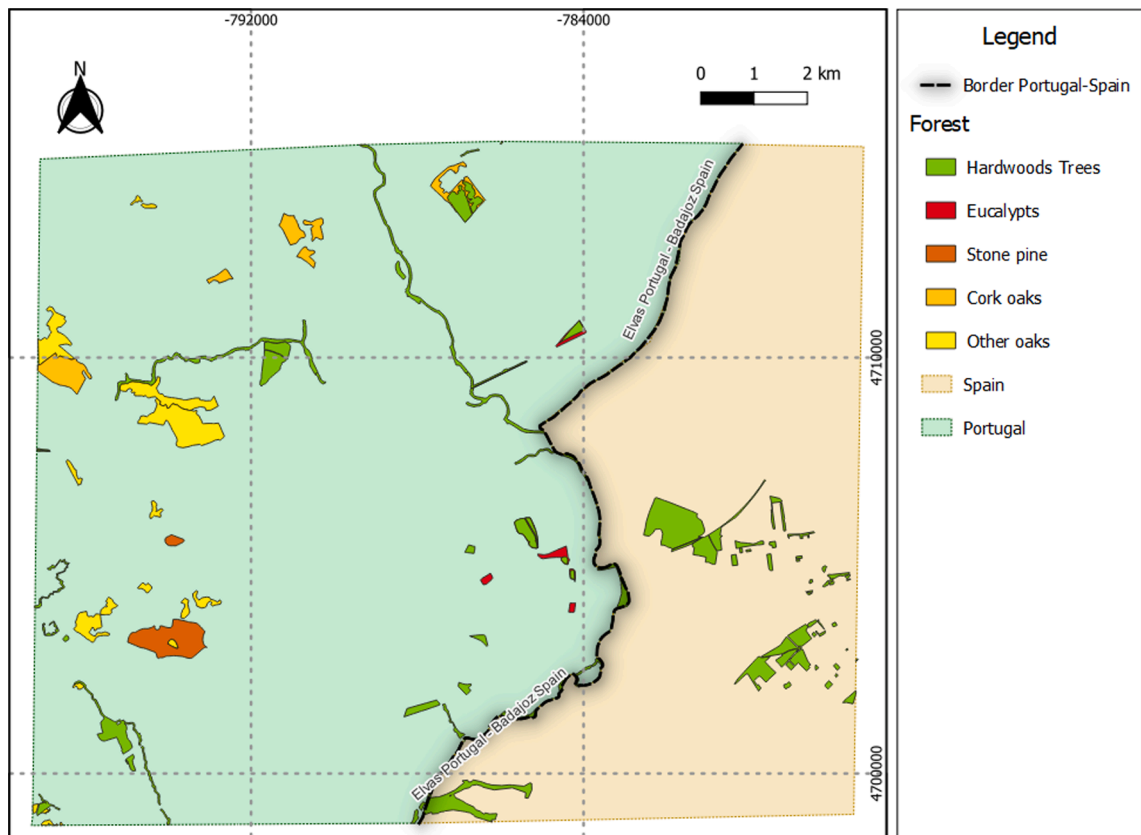 -792000
-784000
N
0 1 2 km
Elvas Portugal - Badajoz Spain
4710000
Elvas Portugal - Badajoz Spain
4700000
Legend
Border Portugal-Spain
Forest
Hardwoods Trees
Eucalypts
Stone pine
Cork oaks
Other oaks
Spain
Portugal